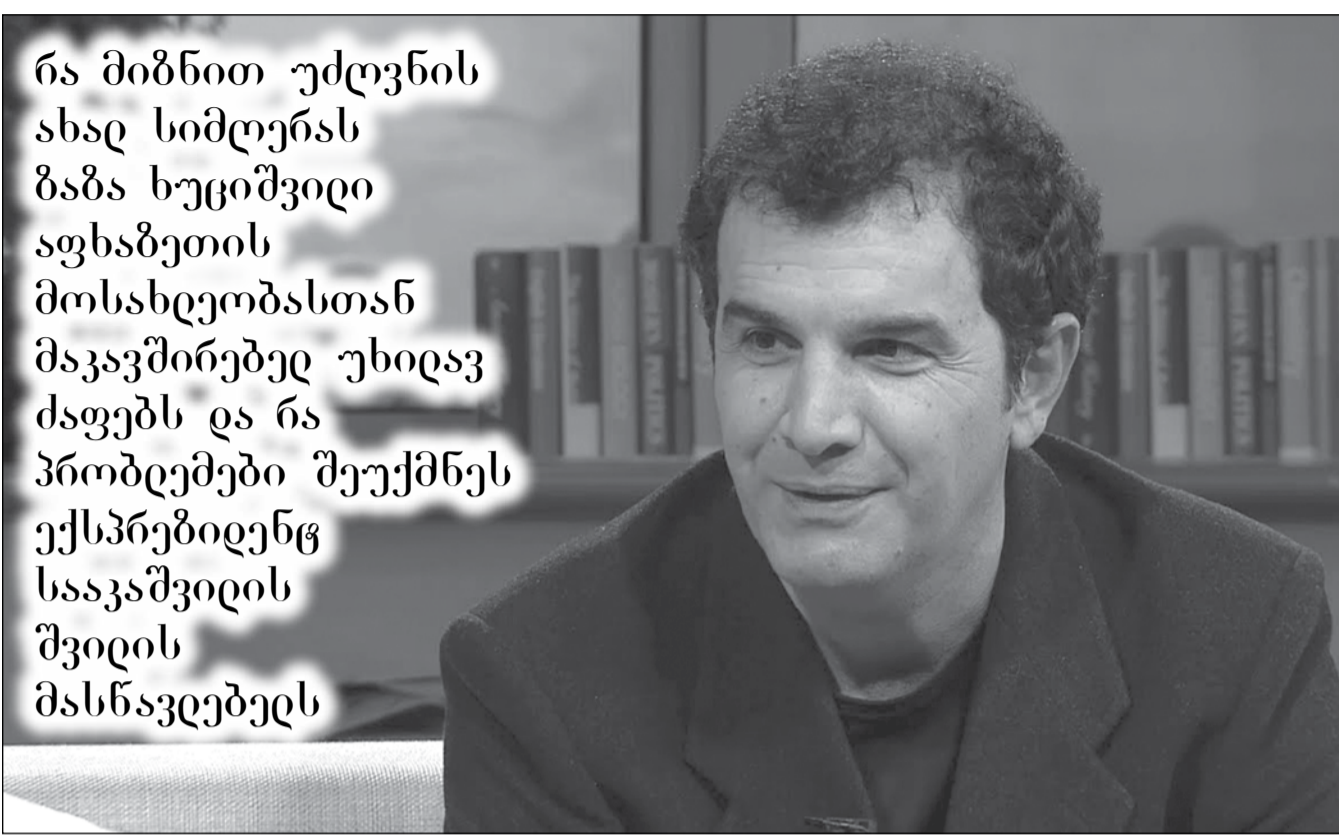 რა მიზნით უძღვნის
ახალ სიმღერას
ზაზა ხუციშვილი
აფხაზეთის
მოსახლეობასთან
მაკავშირებელ უხილავ
ძაფებს და რა
პრობლემები შეუქმნეს
ექსპრეზიდენტ
სააკაშვილის
შვილის
მასწავლებელს